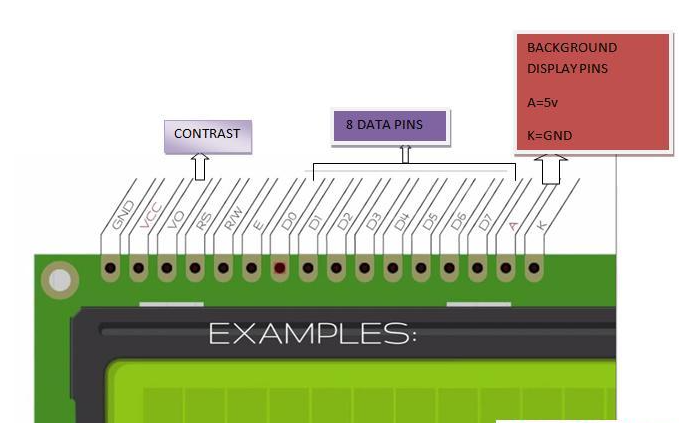 BACKGROUND
DISPLAY PINS
A=5v
K=GND
CONTRAST
8 DATA PINS
GND
VCC
VO
RS
R/W
E
D0
D1
D2
D3
D4
D5
D6
D7
A
K
EXAMPLES: